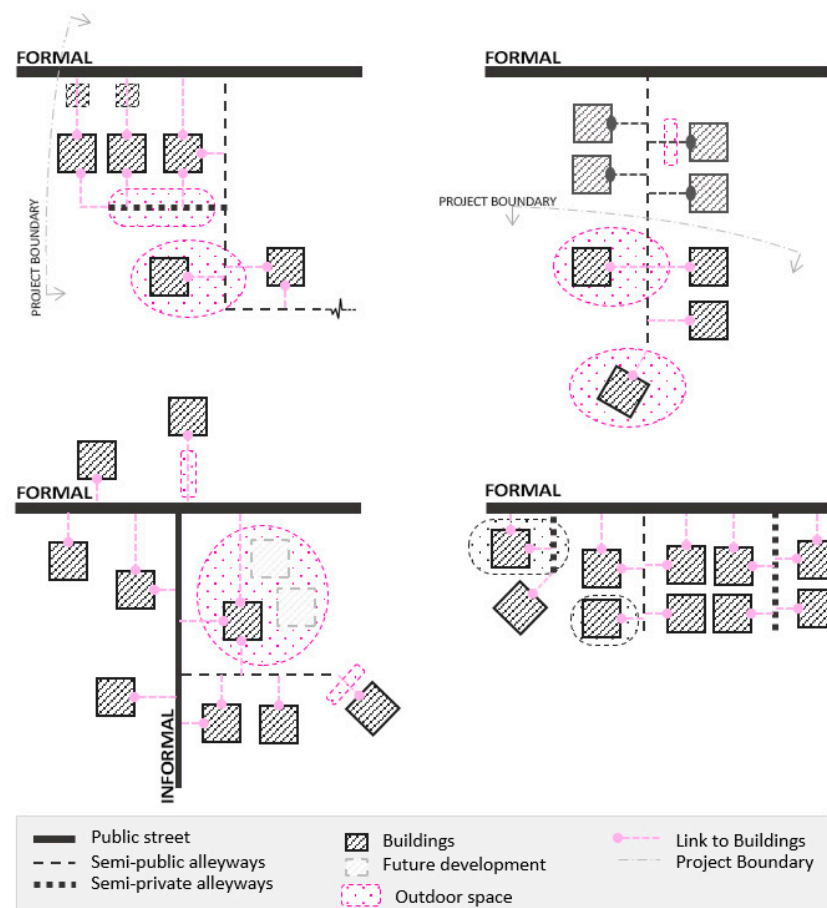 FORMAL
PROJECT BOUNDARY
FORMAL
PROJECT BOUNDARY
FORMAL
INFORMAL
FORMAL
Public street
Semi-public alleyways
Semi-private alleyways
Buildings
Future development
Outdoor space
Link to Buildings
Project Boundary